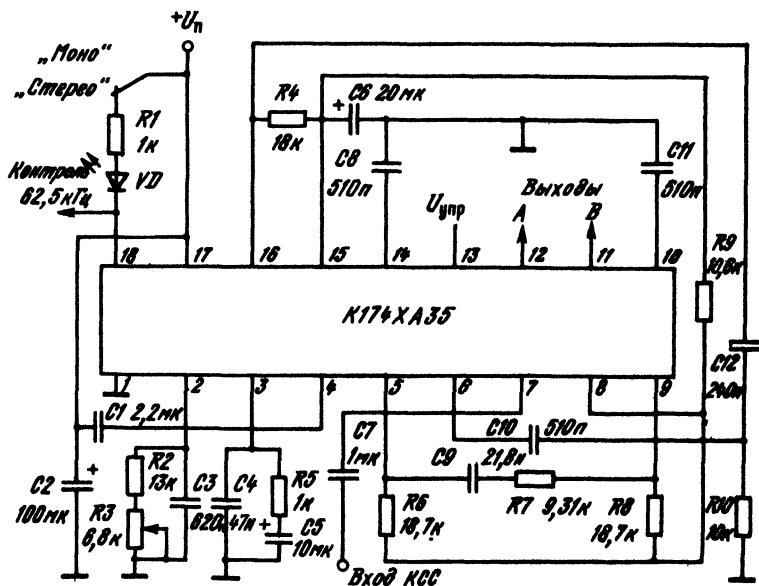 +Uп
„Моно"
„Стерео"
R1
1к
Контроль
62,5кГц
VD
R4
18к
C6 20мк
+
C8
510п
Uупр
Выходы
A
B
C11
510п
R9
10,6к
18
17
16
15
14
13
12
11
10
К174ХА35
1
2
3
4
5
6
7
8
9
C12
240п
C1 2,2мк
C2
+
100мк
R2
13к
R3
6,8к
C3
620п
C4
47н
R5
1к
+
C5
10мк
C7
1мк
C10
510п
C9
21,8н
R7 9,31к
R6
18,7к
R8
18,7к
R10
10к
Вход КСС